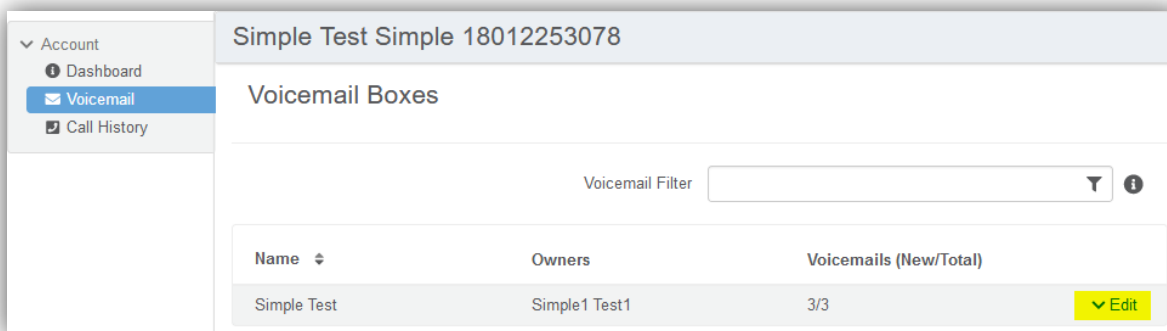 Account
Dashboard
Voicemail
Call History
Simple Test Simple 18012253078
Voicemail Boxes
Voicemail Filter
Name Owners Voicemails (New/Total)
Simple Test Simple1 Test1 3/3 Edit